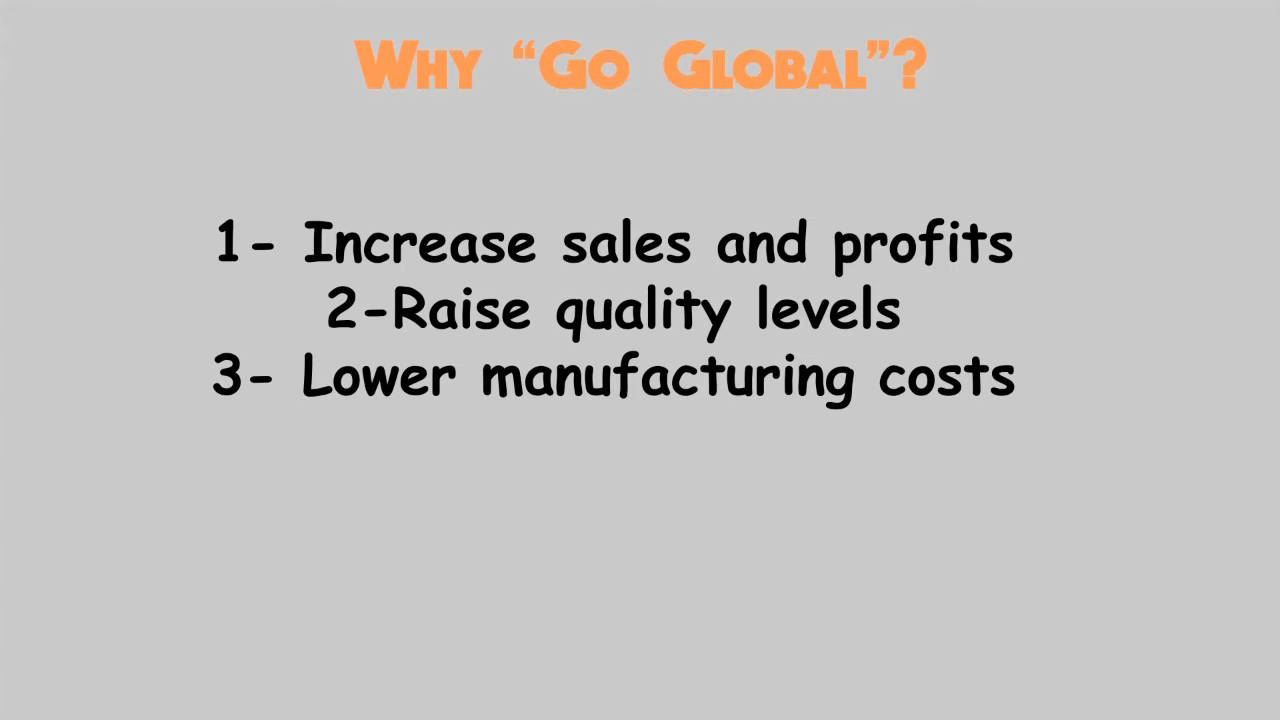 Why “Go Global”?
1- Increase sales and profits
2-Raise quality levels
3- Lower manufacturing costs